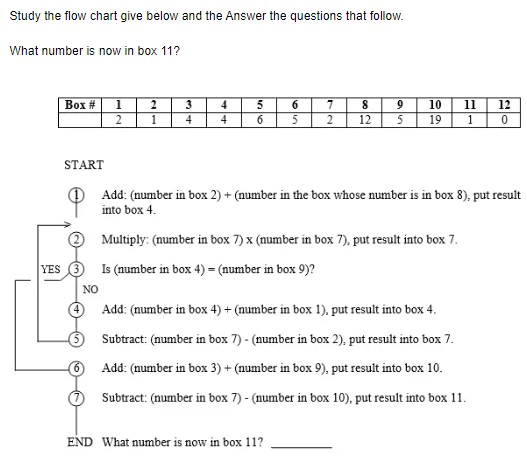 Study the flow chart give below and the Answer the questions that follow.
What number is now in box 11?
Box # 1 2 3 4 5 6 7 8 9 10 11 12
2 1 4 4 6 5 2 12 5 19 1 0
START
1 Add: (number in box 2) + (number in the box whose number is in box 8), put result
into box 4.
2 Multiply: (number in box 7) x (number in box 7), put result into box 7.
YES 3 Is (number in box 4) = (number in box 9)?
NO
4 Add: (number in box 4) + (number in box 1), put result into box 4.
5 Subtract: (number in box 7) - (number in box 2), put result into box 7.
6 Add: (number in box 3) + (number in box 9), put result into box 10.
7 Subtract: (number in box 7) - (number in box 10), put result into box 11.
END What number is now in box 11? ________